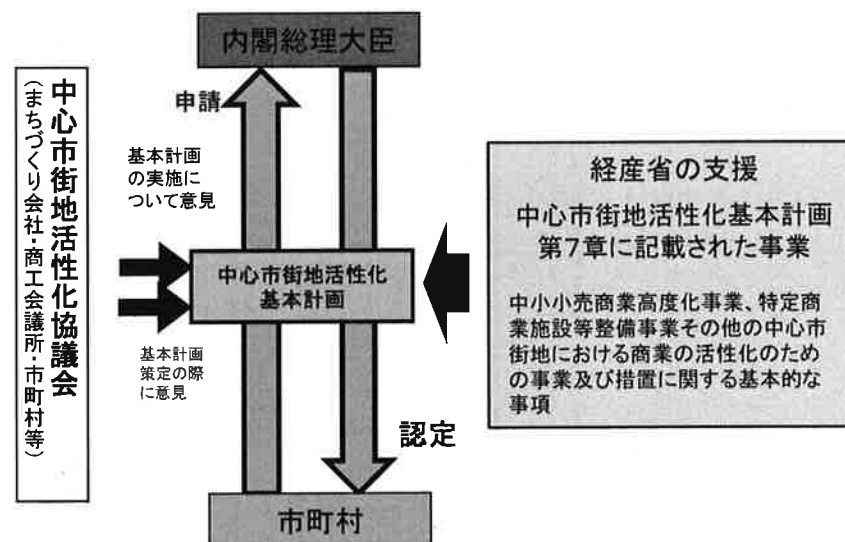 内閣総理大臣
申請
中心市街地活性化協議会
（まちづくり会社・商工会議所・市町村等）
基本計画
の実施に
ついて意見
中心市街地活性化
基本計画
基本計画
策定の際
に意見
認定
市町村
経産省の支援
中心市街地活性化基本計画
第7章に記載された事業
中小小売商業高度化事業、特定商
業施設等整備事業その他の中心市
街地における商業の活性化のため
の事業及び措置に関する基本的な
事項